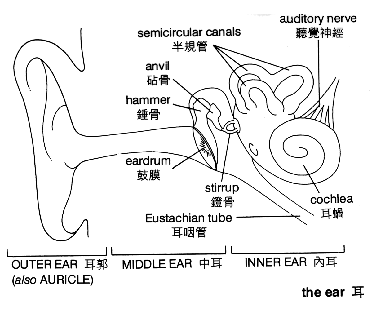 auditory nerve
聽覺神經
semicircular canals
半規管
anvil
砧骨
hammer
錘骨
eardrum
鼓膜
stirrup
鐙骨
cochlea
耳蝸
Eustachian tube
耳咽管
OUTER EAR 耳郭
(also AURICLE)
MIDDLE EAR 中耳
INNER EAR 內耳
the ear 耳